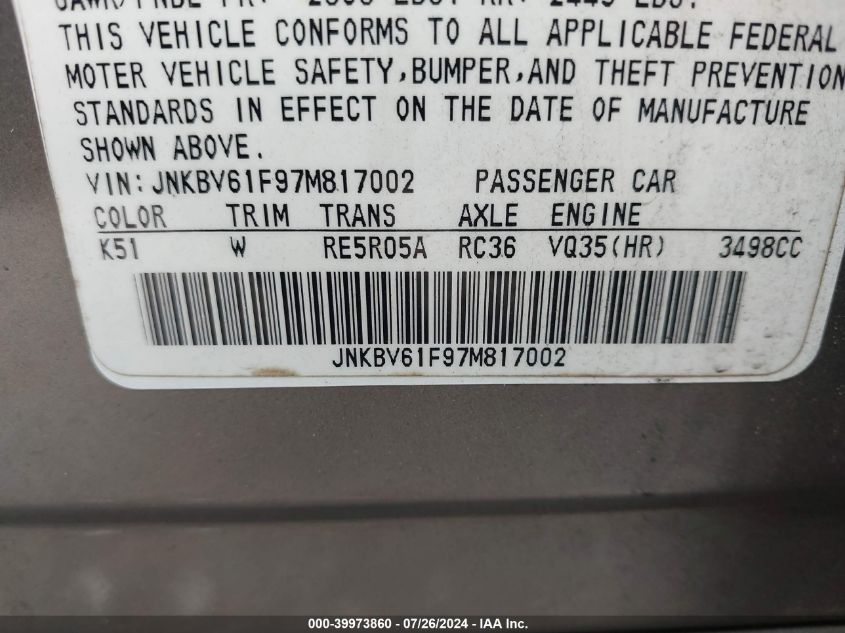 THIS VEHICLE CONFORMS TO ALL APPLICABLE FEDERAL
MOTER VEHICLE SAFETY,BUMPER,AND THEFT PREVENTION
STANDARDS IN EFFECT ON THE DATE OF MANUFACTURE
SHOWN ABOVE.
VIN: JNKBV61F97M817002 PASSENGER CAR
COLOR TRIM TRANS AXLE ENGINE
K51 W RE5R05A RC36 VQ35(HR) 3498CC
JNKBV61F97M817002
000-39973860 - 07/26/2024 - IAA Inc.